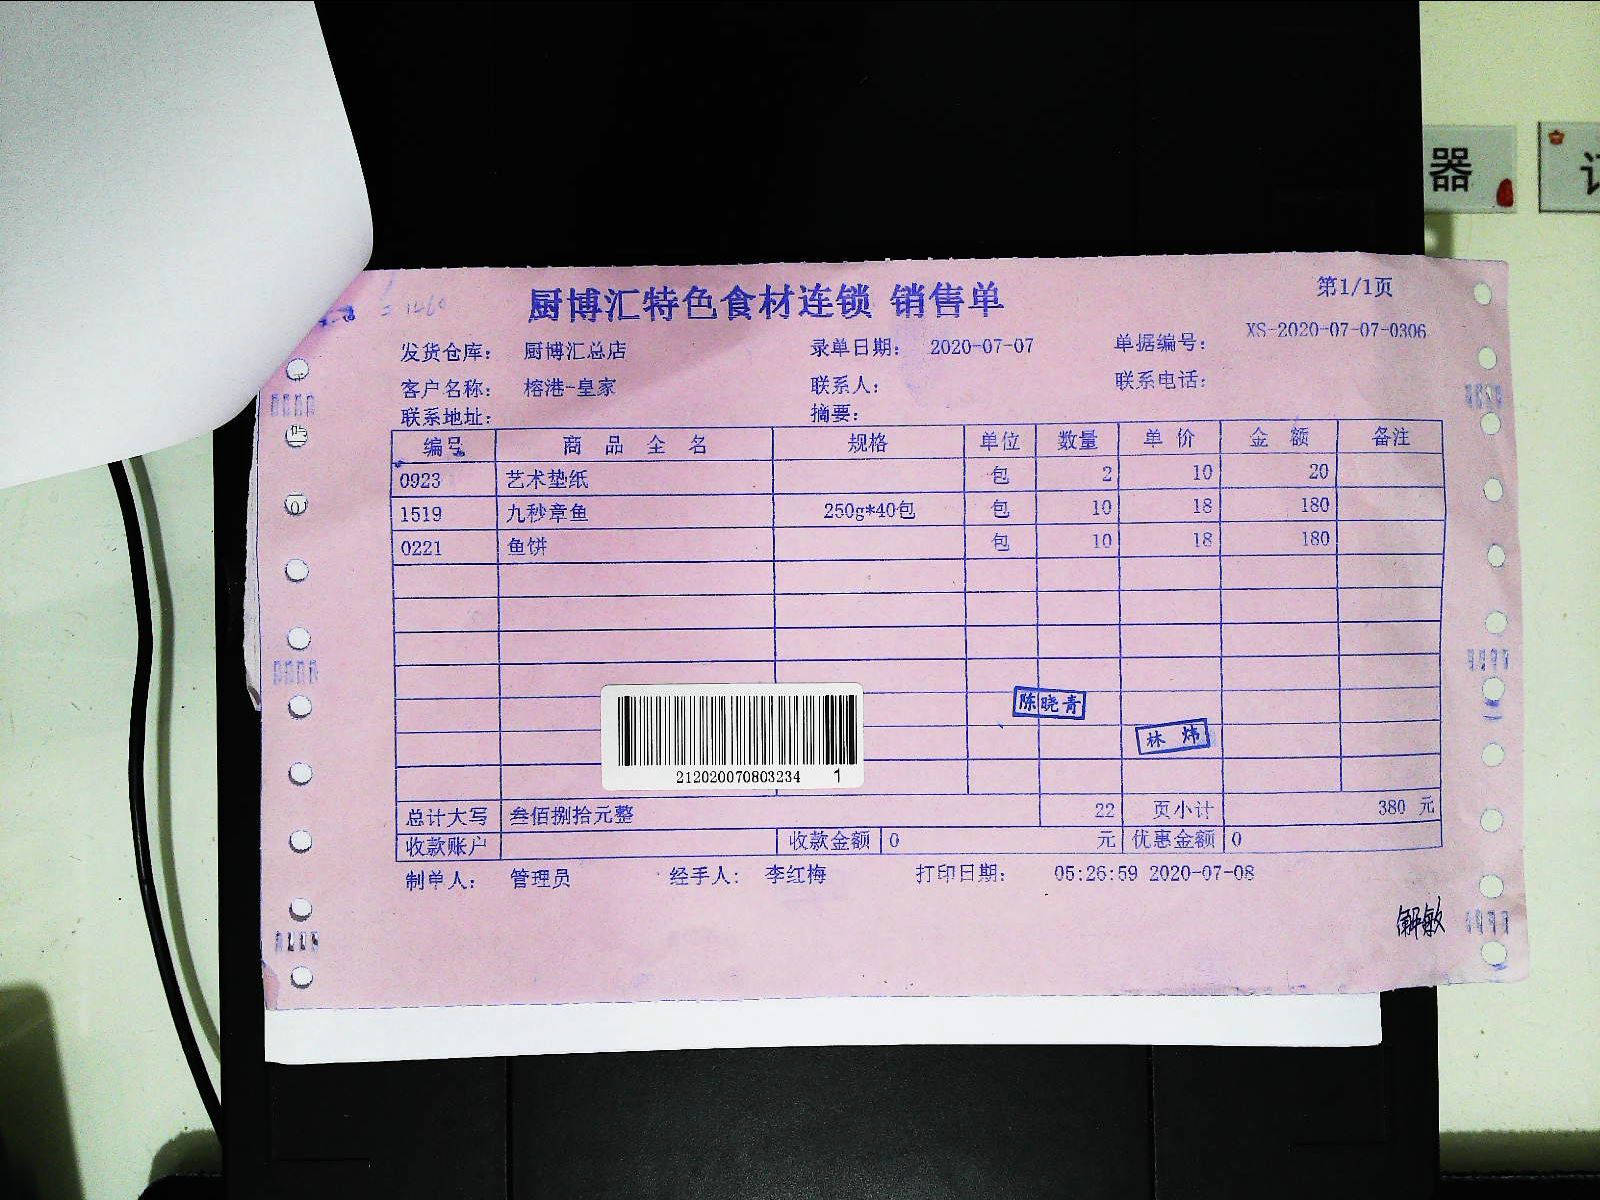 器
厨博汇特色食材连锁 销售单
第1/1页
发货仓库: 厨博汇总店 录单日期: 2020-07-07 单据编号: XS-2020-07-07-0306
客户名称: 榕港-皇家 联系人: 联系电话:
联系地址: 摘要:
编号 商品全名 规格 单位 数量 单价 金额 备注
0923 艺术垫纸 包 2 10 20
1519 九秒章鱼 250g*40包 包 10 18 180
0221 鱼饼 包 10 18 180
陈晓青
林炜
212020070803234 1
总计大写 叁佰捌拾元整 22 页小计 380 元
收款账户 收款金额 0 元 优惠金额 0
制单人: 管理员 经手人: 李红梅 打印日期: 05:26:59 2020-07-08